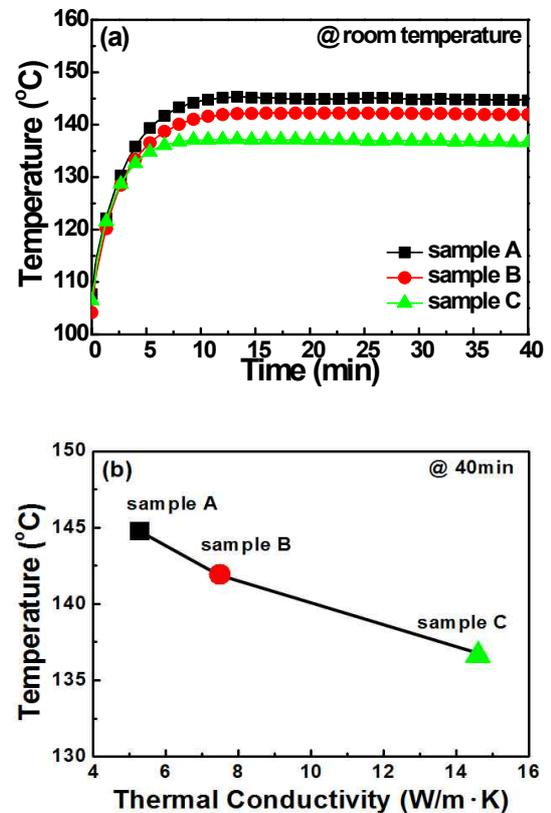 160
(a)
@ room temperature
150
140
130
120
110
100
Temperature (°C)
sample A
sample B
sample C
0 5 10 15 20 25 30 35 40
Time (min)
150
(b)
@ 40min
145
140
135
130
Temperature (°C)
sample A
sample B
sample C
4 6 8 10 12 14 16
Thermal Conductivity (W/m·K)